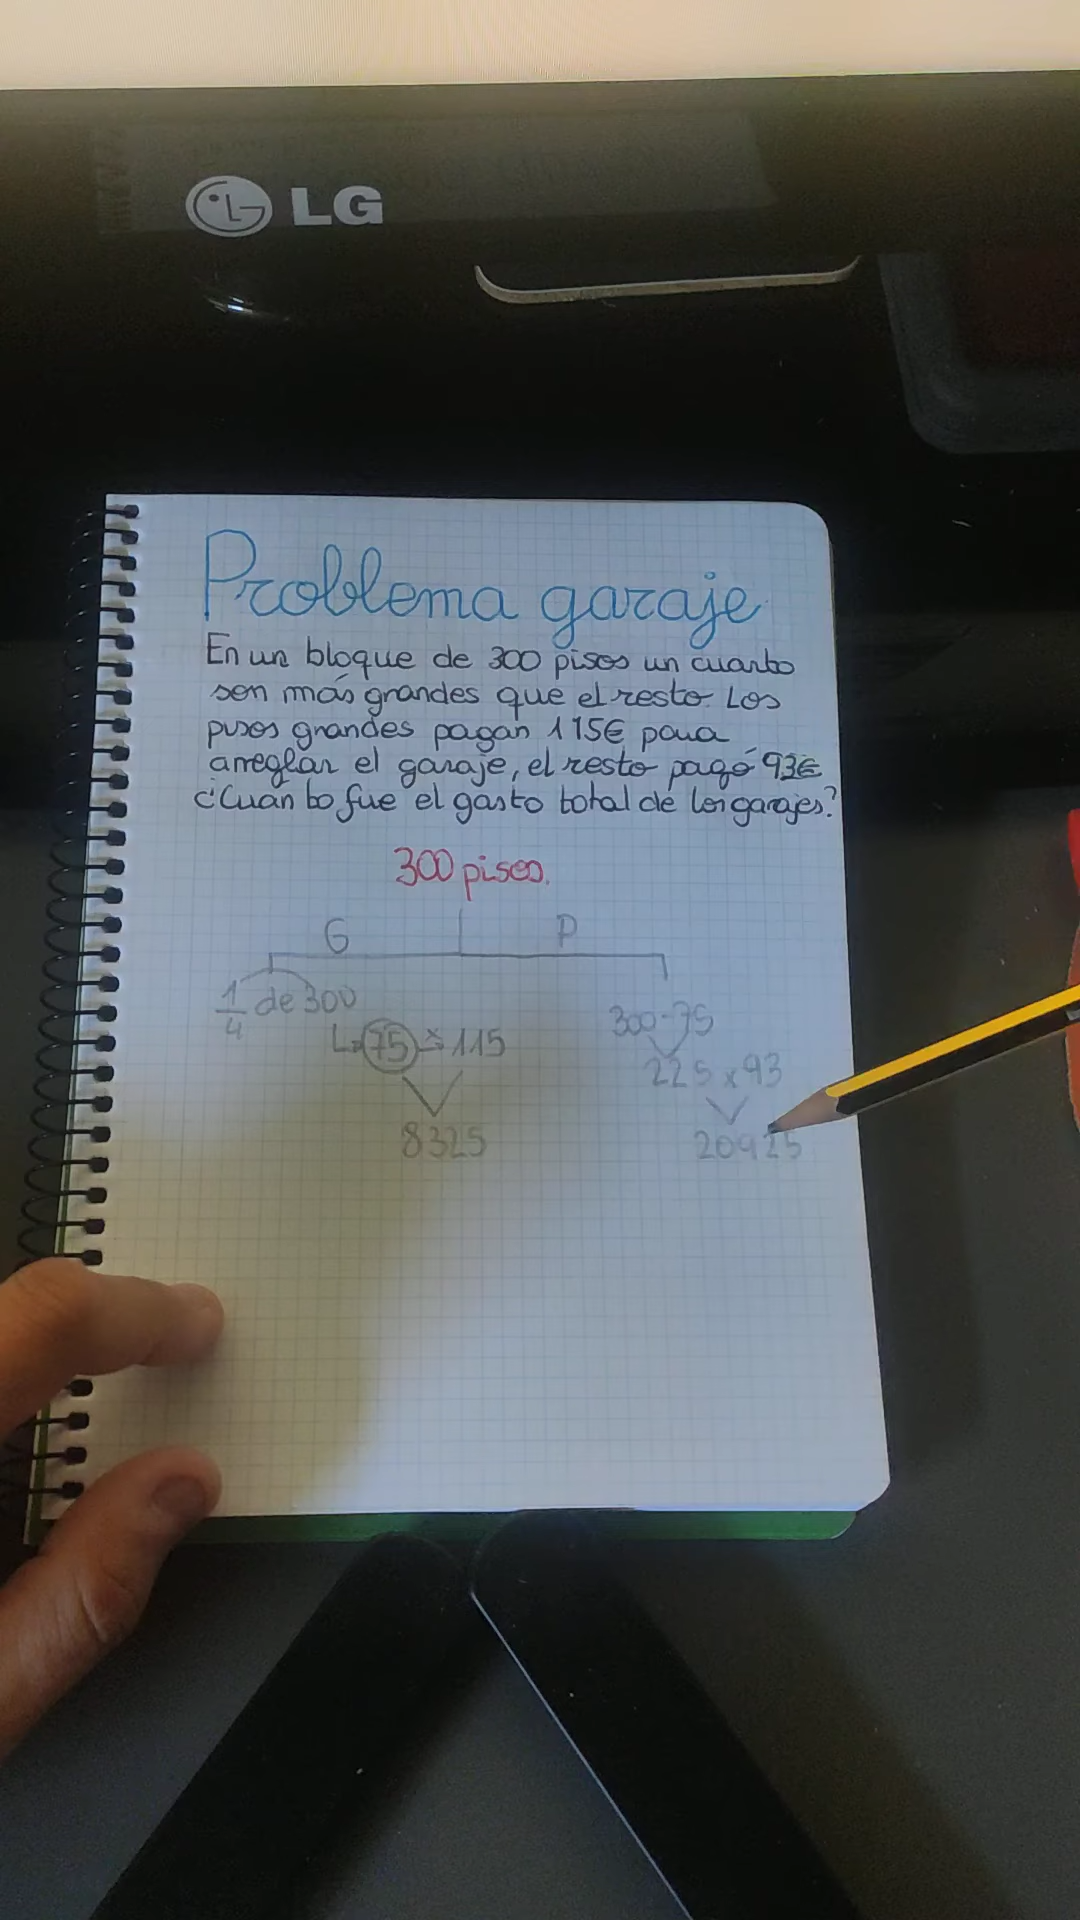 LG
Problema garaje
En un bloque de 300 pisos un cuarto
son más grandes que el resto. Los
pisos grandes pagan 115€ para
arreglar el garaje, el resto pagó 93€
¿Cuanto fue el gasto total de los garajes?
300 pisos.
G P
1/4 de 300
300-75
75 x 115
225 x 93
8325
20925